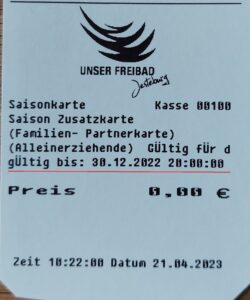 UNSER FREIBAD
Jesteburg
Saisonkarte Kasse 00100
Saison Zusatzkarte
(Familien- Partnerkarte)
(Alleinerziehende) Gültig für d
gültig bis: 30.12.2022 20:00:00
Preis 0,00 €
Zeit 10:22:00 Datum 21.04.2023